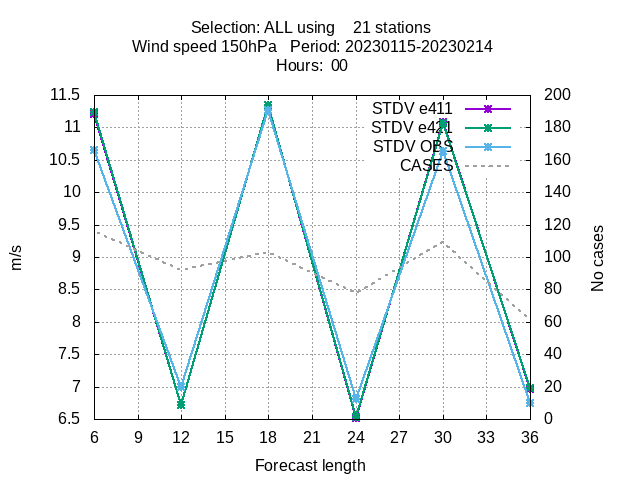 Selection: ALL using    21 stations
Wind speed 150hPa   Period: 20230115-20230214
Hours:  00
11.5
11
10.5
10
9.5
9
8.5
8
7.5
7
6.5
m/s
200
180
160
140
120
100
80
60
40
20
0
No cases
STDV e411
STDV e421
STDV OBS
CASES
6 9 12 15 18 21 24 27 30 33 36
Forecast length